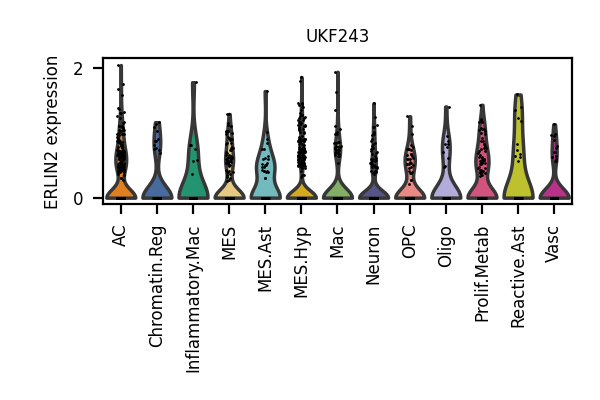 UKF243
ERLIN2 expression
2
0
AC
Chromatin.Reg
Inflammatory.Mac
MES
MES.Ast
MES.Hyp
Mac
Neuron
OPC
Oligo
Prolif.Metab
Reactive.Ast
Vasc